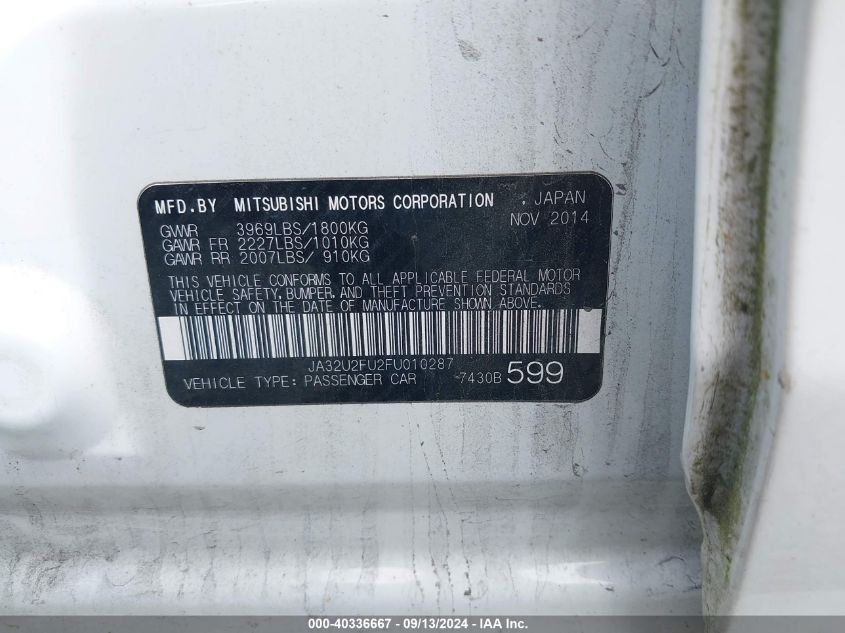 MFD.BY MITSUBISHI MOTORS CORPORATION . JAPAN
NOV 2014
GVWR 3969LBS/1800KG
GAWR FR 2227LBS/1010KG
GAWR RR 2007LBS/ 910KG
THIS VEHICLE CONFORMS TO ALL APPLICABLE FEDERAL MOTOR
VEHICLE SAFETY, BUMPER, AND THEFT PREVENTION STANDARDS
IN EFFECT ON THE DATE OF MANUFACTURE SHOWN ABOVE.
JA32U2FU2FU010287
VEHICLE TYPE: PASSENGER CAR -7430B 599
000-40336667 - 09/13/2024 - IAA Inc.